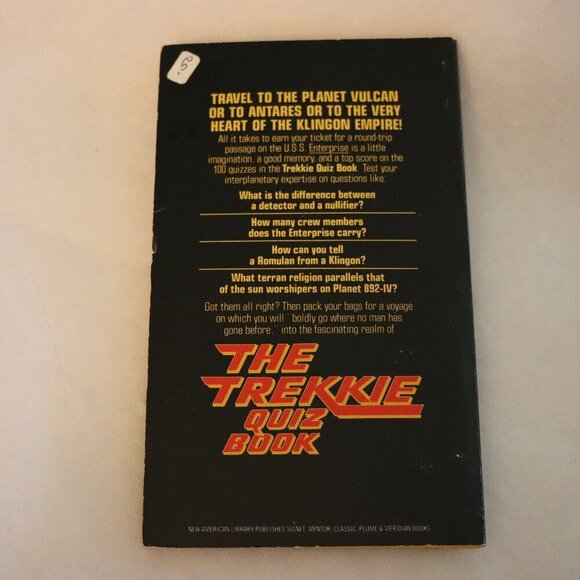 .5
TRAVEL TO THE PLANET VULCAN
OR TO ANTARES OR TO THE VERY
HEART OF THE KLINGON EMPIRE!
All it takes to earn your ticket for a round-trip
passage on the U.S.S. Enterprise is a little
imagination, a good memory, and a top score on the
100 quizzes in the Trekkie Quiz Book. Test your
interplanetary expertise on questions like:
What is the difference between
a detector and a nullifier?
How many crew members
does the Enterprise carry?
How can you tell
a Romulan from a Klingon?
What terran religion parallels that
of the sun worshipers on Planet 892-IV?
Got them all right? Then pack your bags for a voyage
on which you will "boldly go where no man has
gone before," into the fascinating realm of
THE
TREKKIE
QUIZ
BOOK
NEW AMERICAN LIBRARY PUBLISHES SIGNET, MENTOR, CLASSIC, PLUME & MERIDIAN BOOKS